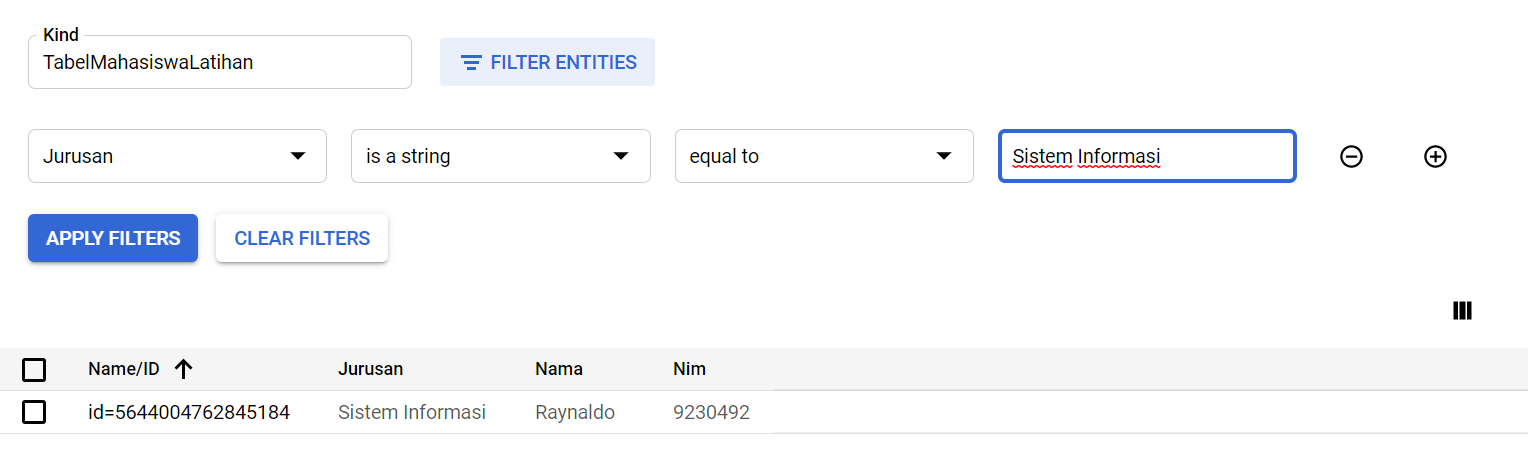 Kind
TabelMahasiswaLatihan
FILTER ENTITIES
Jurusan is a string equal to Sistem Informasi
APPLY FILTERS CLEAR FILTERS
Name/ID Jurusan Nama Nim
id=5644004762845184 Sistem Informasi Raynaldo 9230492